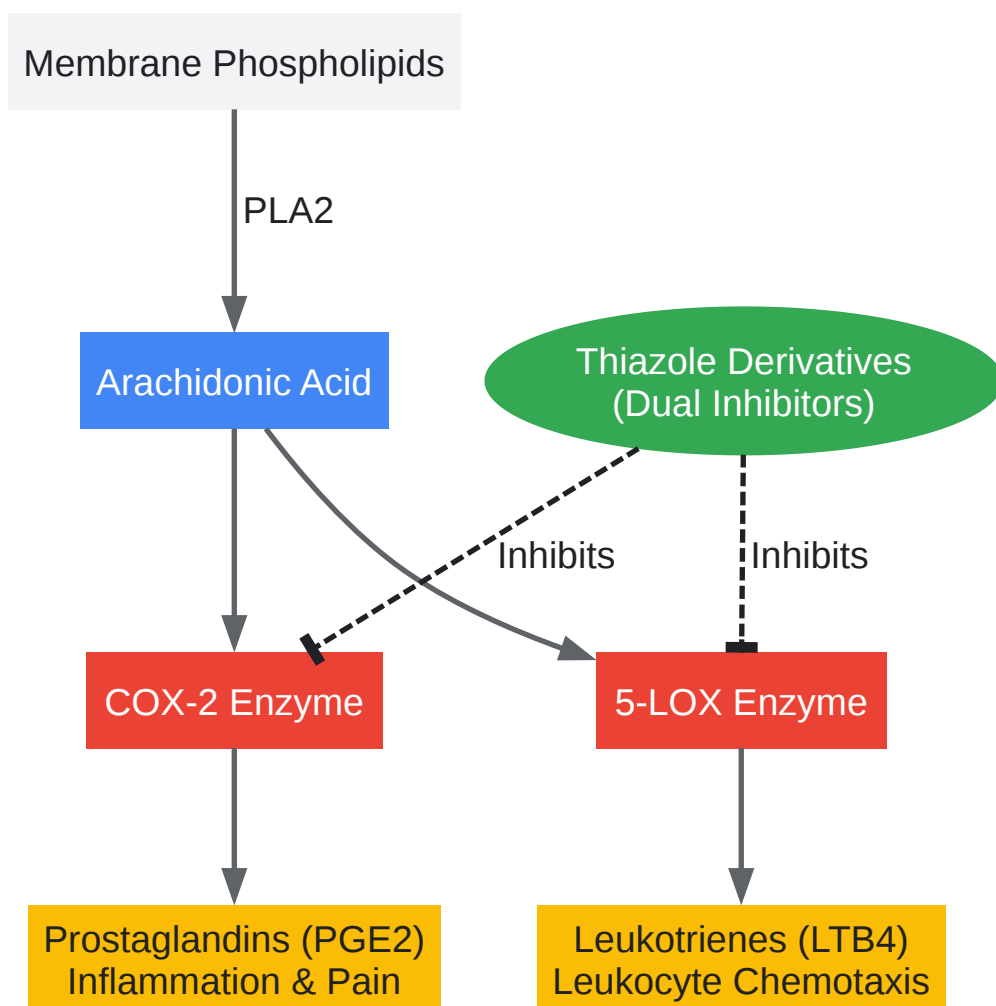 Membrane Phospholipids
PLA2
Arachidonic Acid
Thiazole Derivatives
(Dual Inhibitors)
Inhibits
Inhibits
COX-2 Enzyme
5-LOX Enzyme
Prostaglandins (PGE2)
Inflammation & Pain
Leukotrienes (LTB4)
Leukocyte Chemotaxis